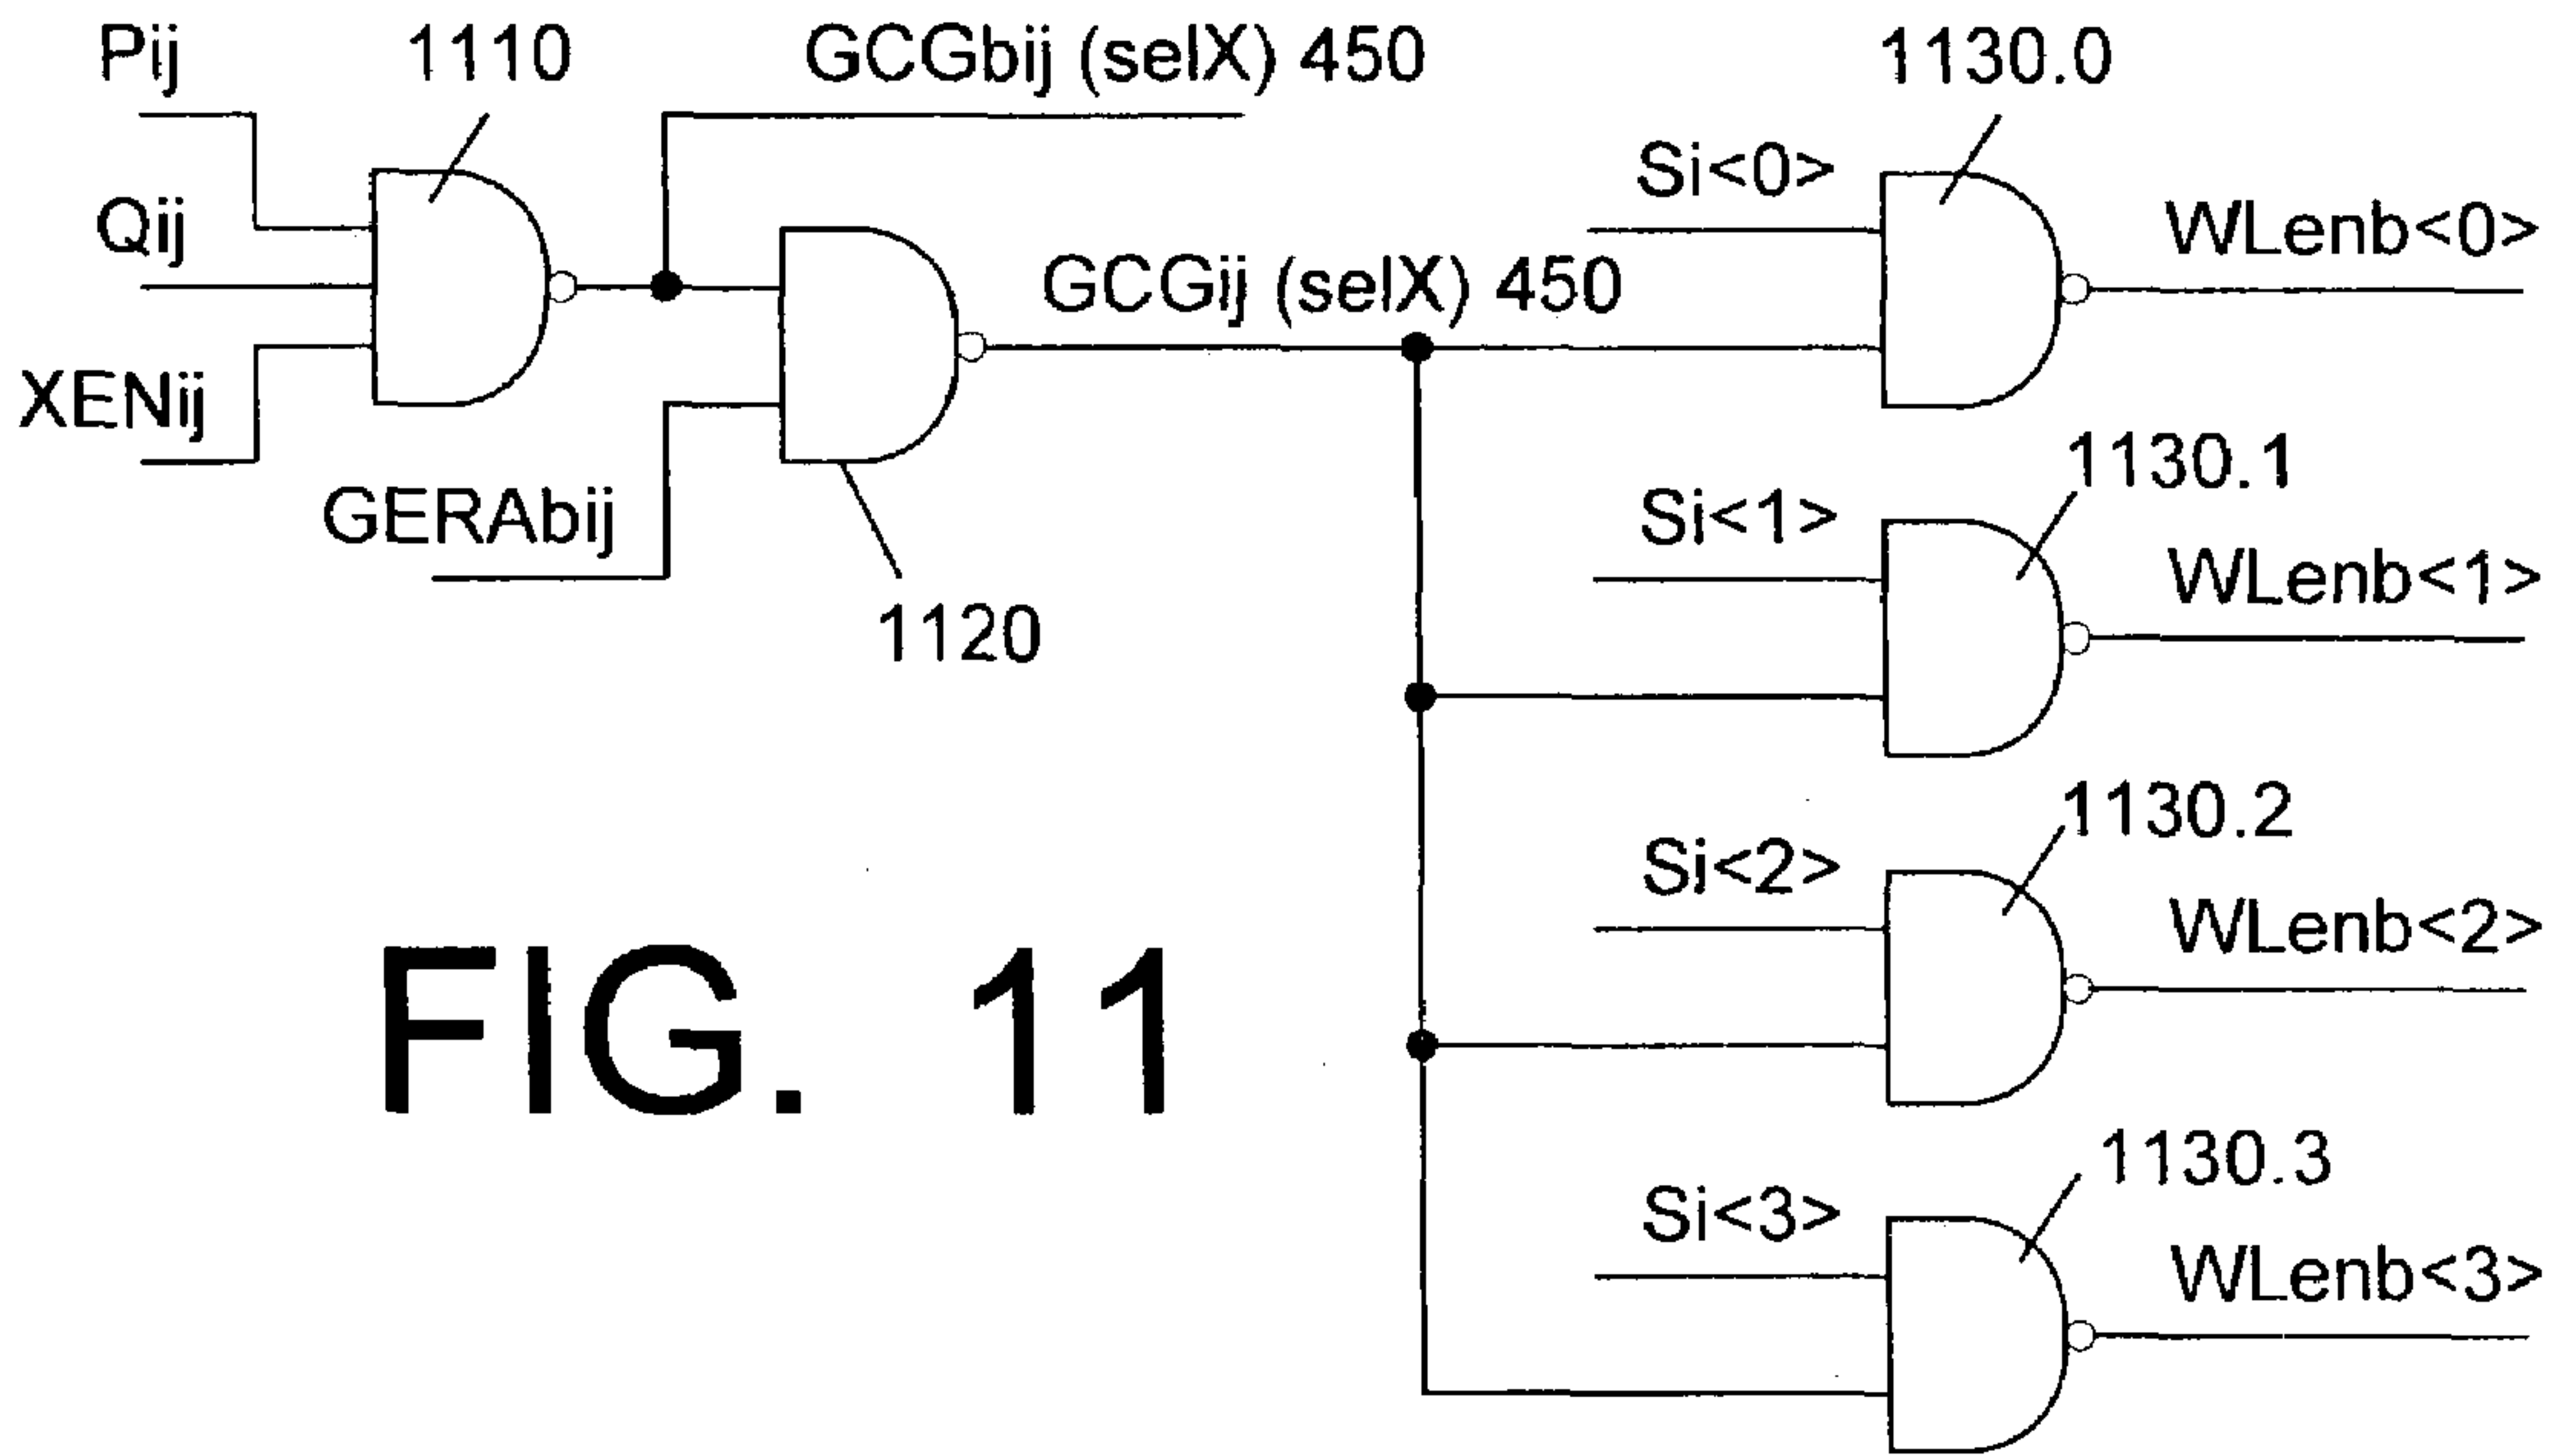 Pij
1110
GCGbij (selX) 450
1130.0
Si<0>
Qij
WLenb<0>
GCGij (selX) 450
XENij
1130.1
GERAbij
Si<1>
WLenb<1>
1120
1130.2
Si<2>
WLenb<2>
FIG. 11
1130.3
Si<3>
WLenb<3>